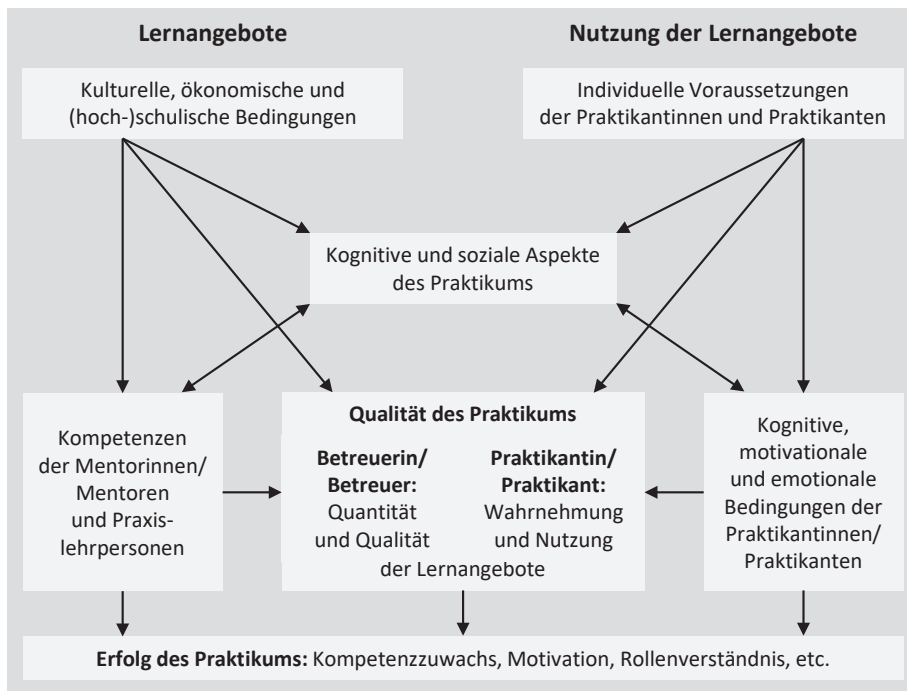 Lernangebote
Nutzung der Lernangebote
Kulturelle, ökonomische und
(hoch-)schulische Bedingungen
Individuelle Voraussetzungen
der Praktikantinnen und Praktikanten
Kognitive und soziale Aspekte
des Praktikums
Kompetenzen
der Mentorinnen/
Mentoren
und Praxis-
lehrpersonen
Qualität des Praktikums
Betreuerin/
Betreuer:
Quantität
und Qualität
Praktikantin/
Praktikant:
Wahrnehmung
und Nutzung
der Lernangebote
Kognitive,
motivationale
und emotionale
Bedingungen der
Praktikantinnen/
Praktikanten
Erfolg des Praktikums: Kompetenzzuwachs, Motivation, Rollenverständnis, etc.